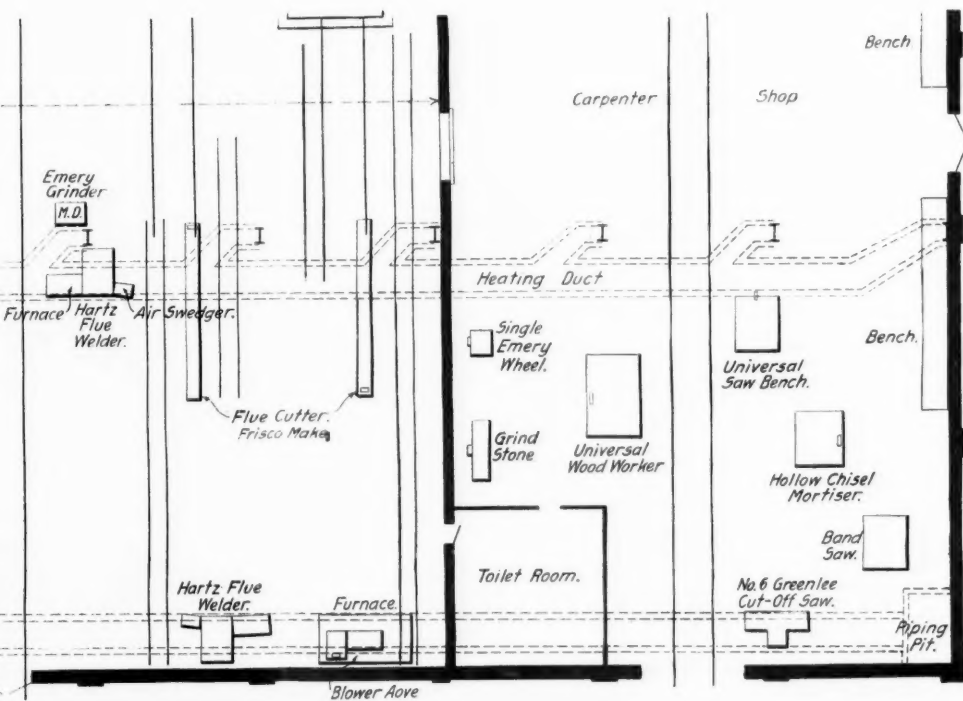 Bench
Carpenter Shop
Emery
Grinder
M.D.
Heating Duct
Furnace
Hartz
Flue
Welder.
Air Swedger.
Single
Emery
Wheel.
Bench.
Universal
Saw Bench.
Flue Cutter.
Frisco Make
Grind
Stone
Universal
Wood Worker
Hollow Chisel
Mortiser.
Band
Saw.
Toilet Room.
Hartz Flue
Welder.
Furnace.
No.6 Greenlee
Cut-Off Saw.
Piping
Pit.
Blower Aove